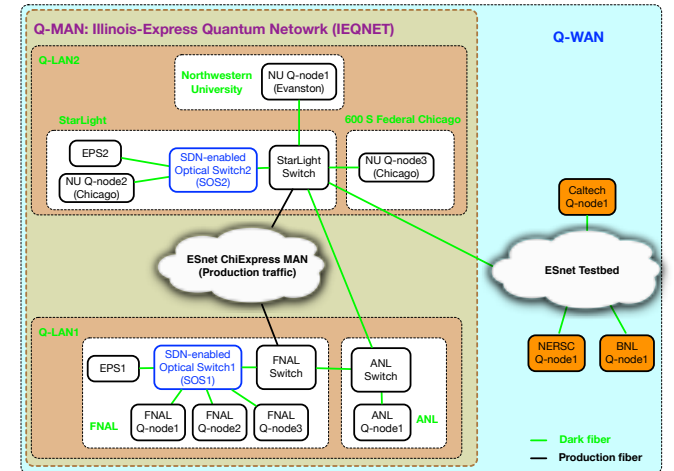 Q-MAN: Illinois-Express Quantum Netowrk (IEQNET)
Q-WAN
Q-LAN2
Northwestern
University
NU Q-node1
(Evanston)
StarLight
600 S Federal Chicago
EPS2
NU Q-node2
(Chicago)
SDN-enabled
Optical Switch2
(SOS2)
StarLight
Switch
NU Q-node3
(Chicago)
Caltech
Q-node1
ESnet ChiExpress MAN
(Production traffic)
ESnet Testbed
Q-LAN1
EPS1
SDN-enabled
Optical Switch1
(SOS1)
FNAL
Switch
ANL
Switch
NERSC
Q-node1
BNL
Q-node1
FNAL
FNAL
Q-node1
FNAL
Q-node2
FNAL
Q-node3
ANL
Q-node1
ANL
Dark fiber
Production fiber